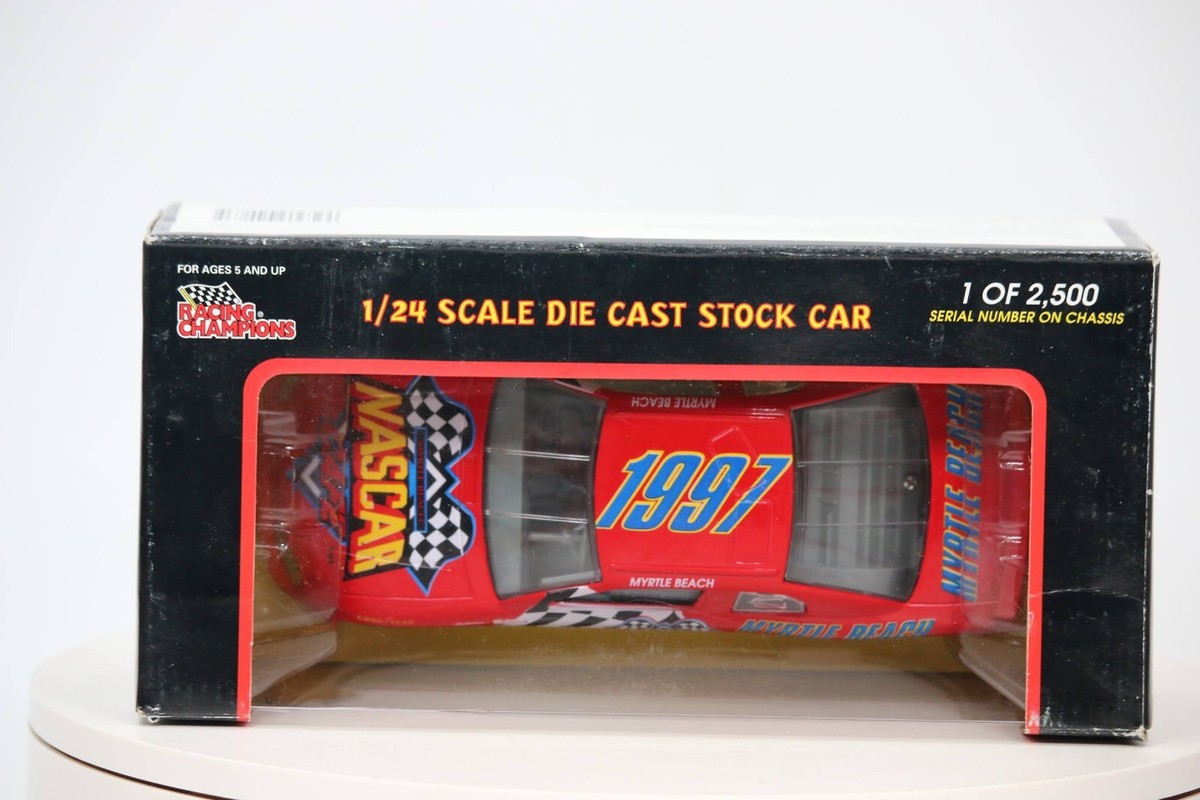 FOR AGES 5 AND UP
RACING
CHAMPIONS®
1/24 SCALE DIE CAST STOCK CAR
1 OF 2,500
SERIAL NUMBER ON CHASSIS
NASCAR
MYRTLE BEACH
1997
MYRTLE BEACH
MYRTLE BEACH
MYRTLE BEACH